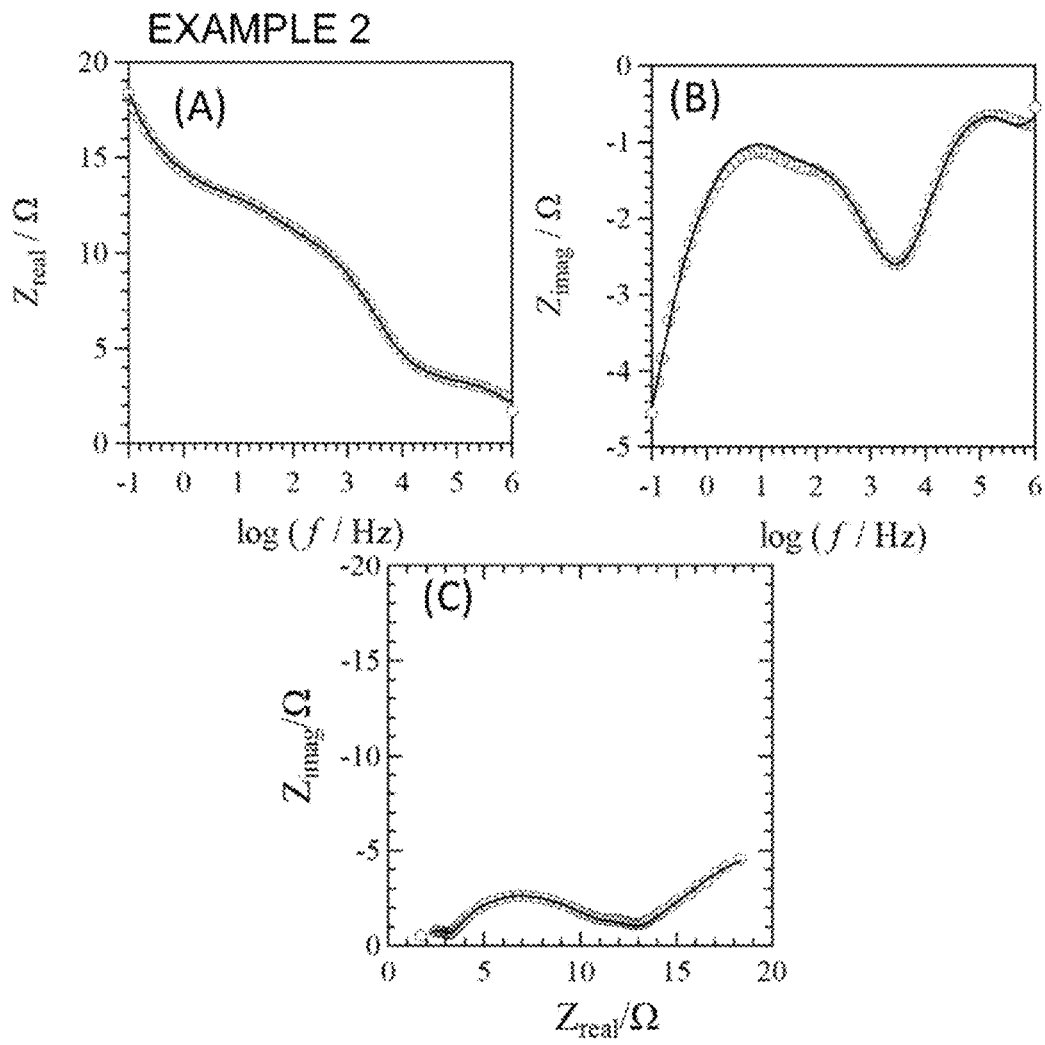 EXAMPLE 2
(A)
Z_real / Ω
20
15
10
5
0
-1 0 1 2 3 4 5 6
log (f / Hz)
(B)
Z_imag / Ω
0
-1
-2
-3
-4
-5
-1 0 1 2 3 4 5 6
log (f / Hz)
(C)
Z_imag/Ω
-20
-15
-10
-5
0
0 5 10 15 20
Z_real/Ω